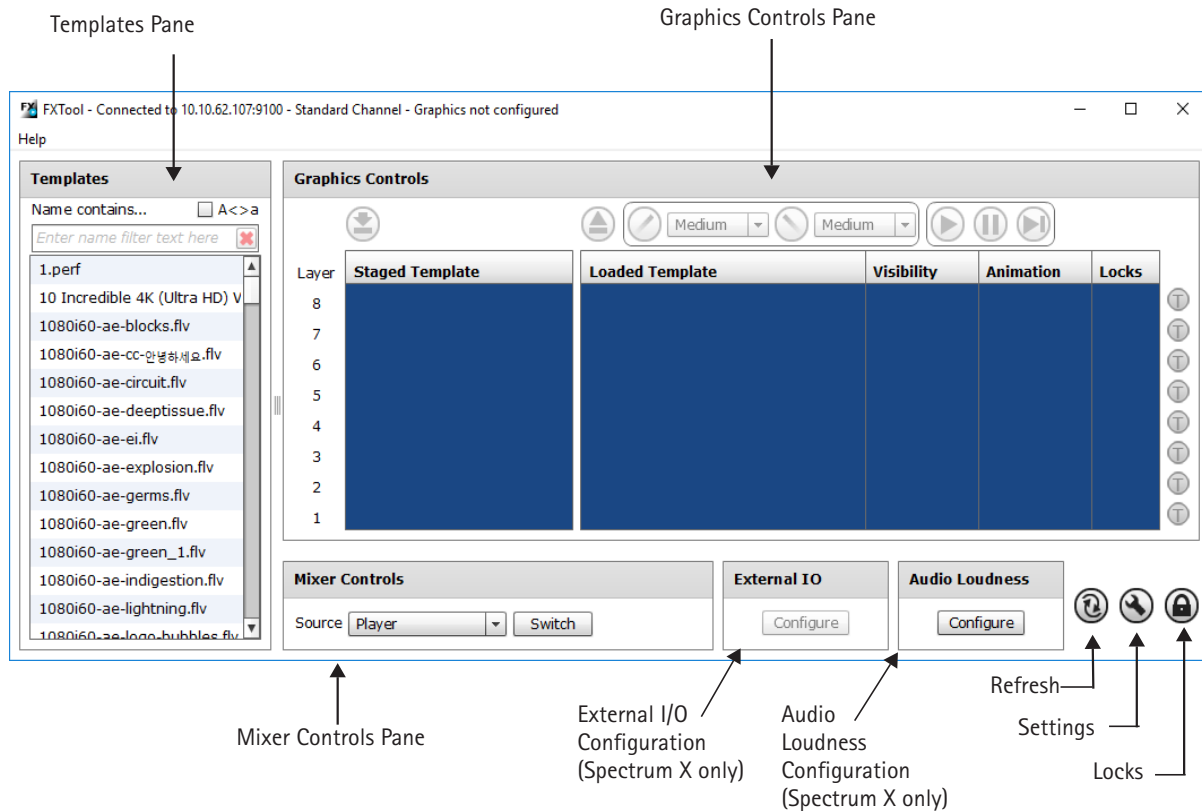 Templates Pane
Graphics Controls Pane
FXTool - Connected to 10.10.62.107:9100 - Standard Channel - Graphics not configured
Help
Templates
Name contains... A<>a
Enter name filter text here
1.perf
10 Incredible 4K (Ultra HD) V
1080i60-ae-blocks.flv
1080i60-ae-cc-안녕하세요.flv
1080i60-ae-circuit.flv
1080i60-ae-deeptissue.flv
1080i60-ae-ei.flv
1080i60-ae-explosion.flv
1080i60-ae-germs.flv
1080i60-ae-green.flv
1080i60-ae-green_1.flv
1080i60-ae-indigestion.flv
1080i60-ae-lightning.flv
1080i60-ae-logo-bubbles.flv
Graphics Controls
Medium Medium
Layer Staged Template Loaded Template Visibility Animation Locks
8 T
7 T
6 T
5 T
4 T
3 T
2 T
1 T
Mixer Controls
Source Player Switch
External IO
Configure
Audio Loudness
Configure
Mixer Controls Pane
External I/O
Configuration
(Spectrum X only)
Audio
Loudness
Configuration
(Spectrum X only)
Refresh
Settings
Locks